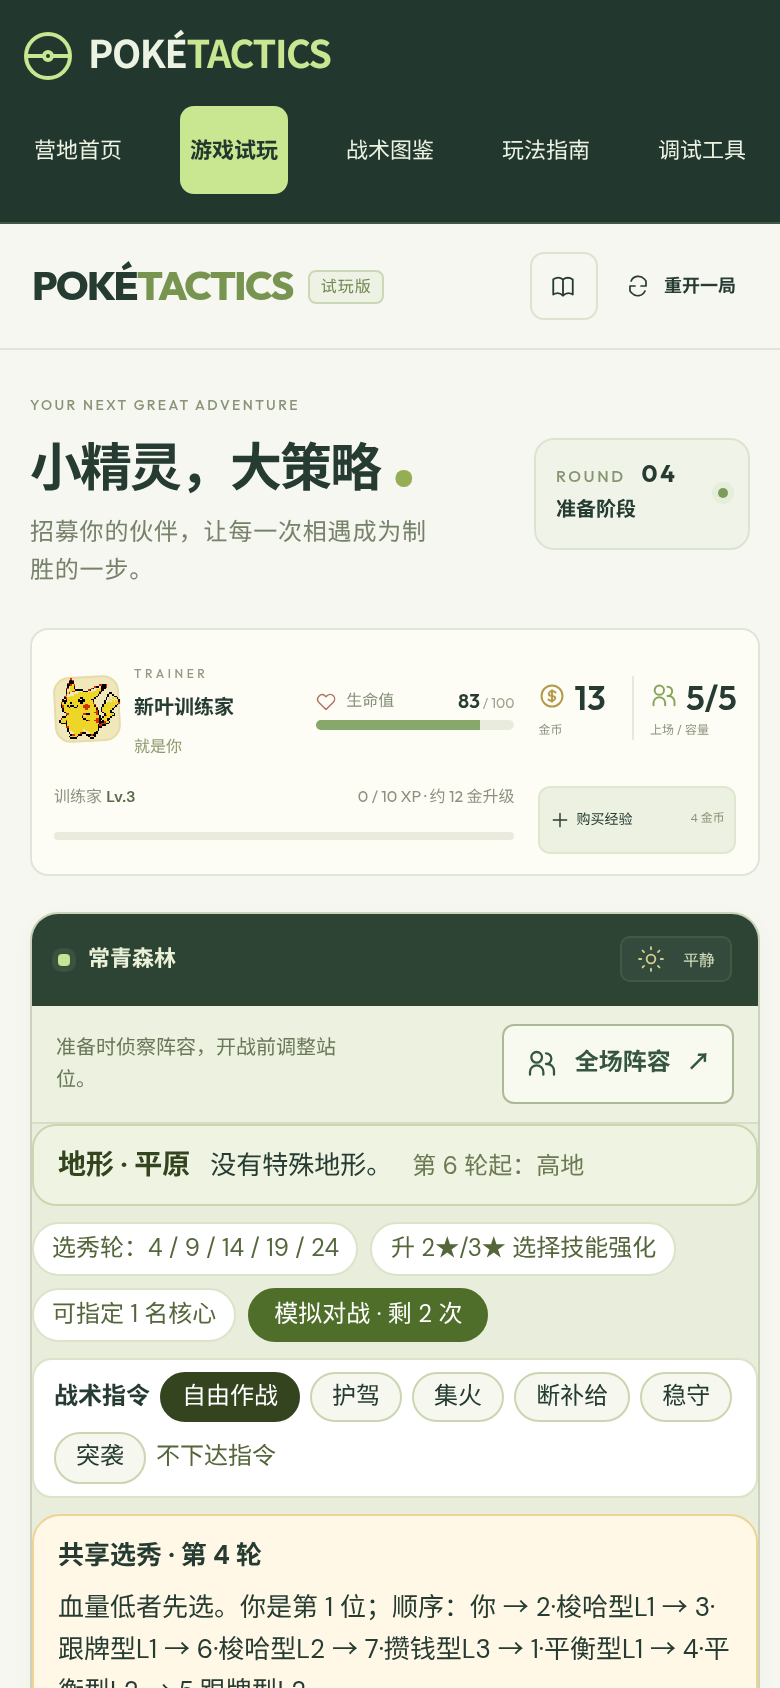 POKÉTACTICS
营地首页 游戏试玩 战术图鉴 玩法指南 调试工具
POKÉTACTICS 试玩版 重开一局
YOUR NEXT GREAT ADVENTURE
小精灵，大策略
招募你的伙伴，让每一次相遇成为制
胜的一步。
ROUND 04
准备阶段
TRAINER
新叶训练家
就是你
生命值 83 / 100
13
金币
5/5
上场 / 容量
训练家 Lv.3
0 / 10 XP · 约 12 金升级
购买经验 4 金币
常青森林 平静
准备时侦察阵容，开战前调整站
位。
全场阵容 ↗
地形 · 平原 没有特殊地形。 第 6 轮起：高地
选秀轮：4 / 9 / 14 / 19 / 24 升 2★/3★ 选择技能强化
可指定 1 名核心 模拟对战 · 剩 2 次
战术指令 自由作战 护驾 集火 断补给 稳守
突袭 不下达指令
共享选秀 · 第 4 轮
血量低者先选。你是第 1 位；顺序：你 → 2·梭哈型L1 → 3·
跟牌型L1 → 6·梭哈型L2 → 7·攒钱型L3 → 1·平衡型L1 → 4·平
衡型L2 → 5·跟牌型L2